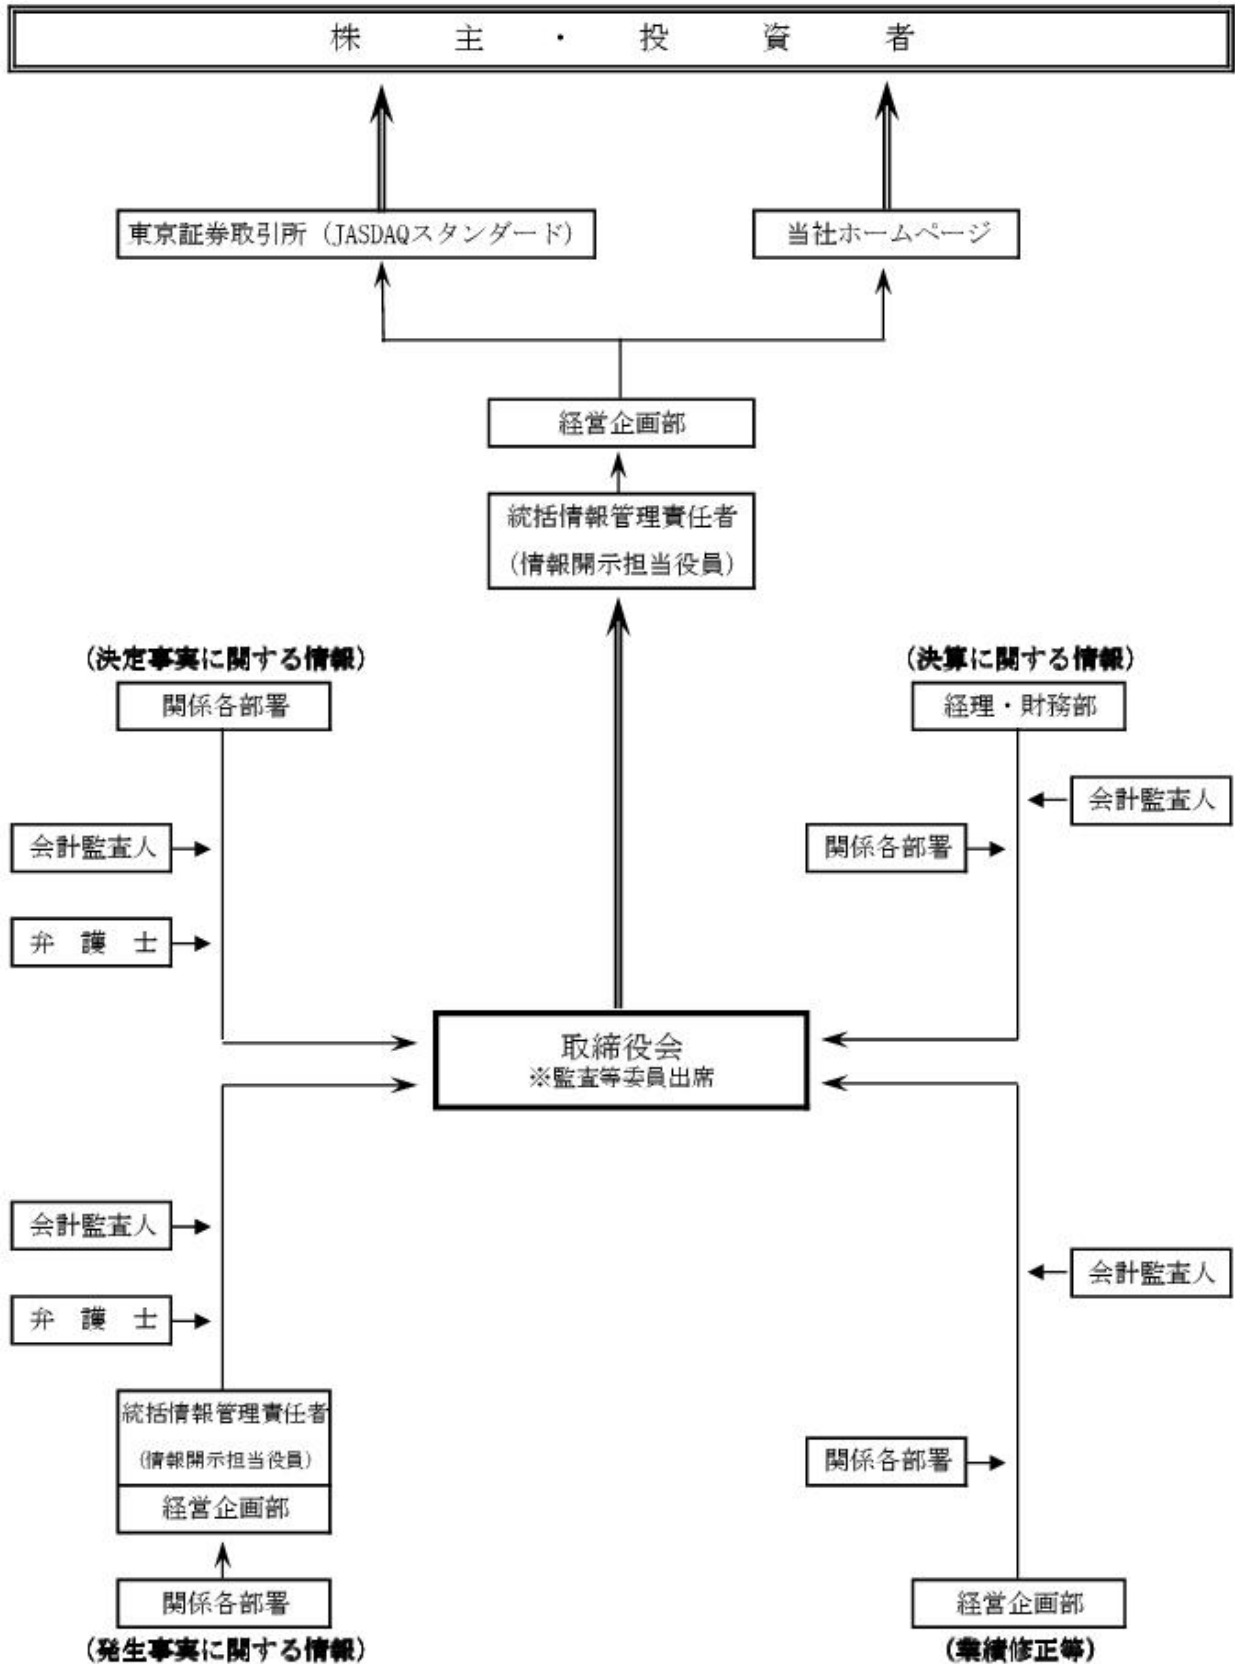 株主・投資者
東京証券取引所（JASDAQスタンダード）
当社ホームページ
経営企画部
統括情報管理責任者
（情報開示担当役員）
（決定事実に関する情報）
関係各部署
（決算に関する情報）
経理・財務部
会計監査人
会計監査人
関係各部署
弁護士
取締役会
※監査等委員出席
会計監査人
会計監査人
弁護士
統括情報管理責任者
（情報開示担当役員）
経営企画部
関係各部署
関係各部署
（発生事実に関する情報）
経営企画部
（業績修正等）